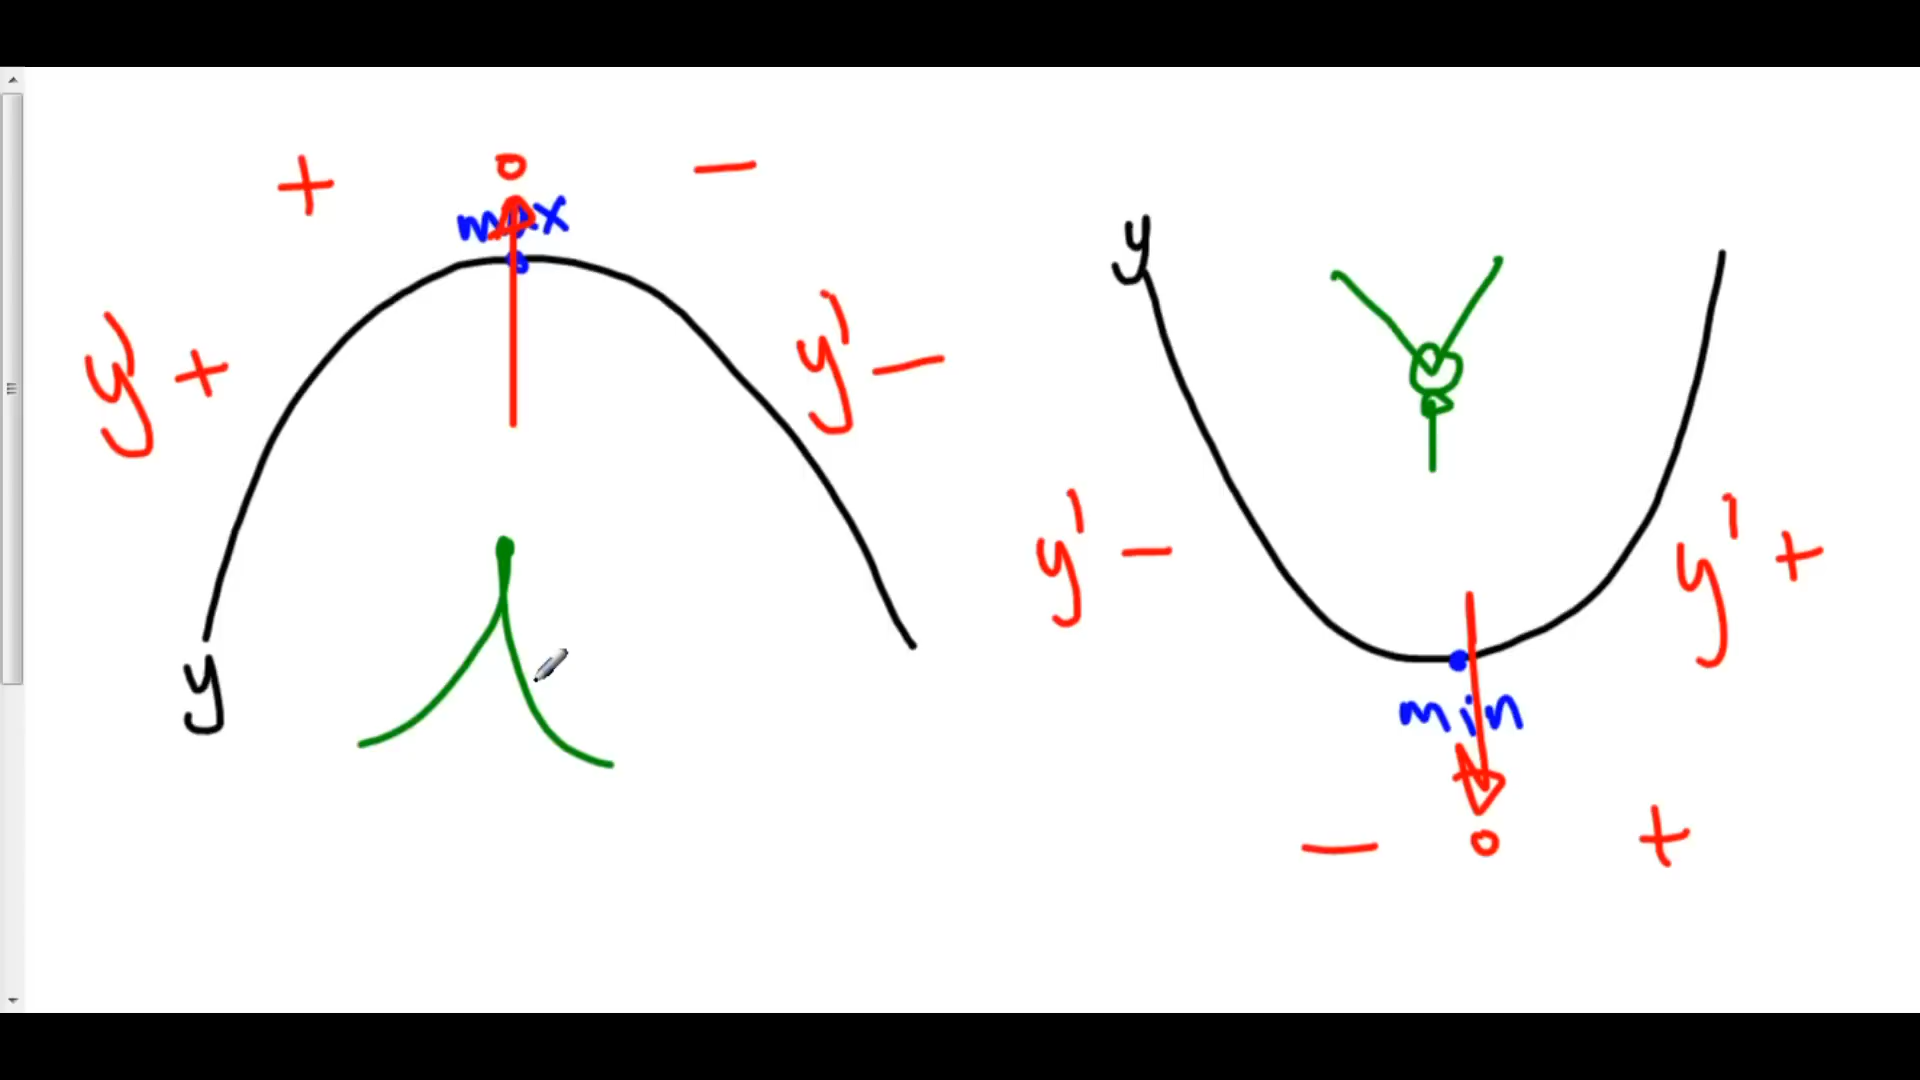 + 0 -
max
y' +
y' -
y
y
y' -
y' +
min
- 0 +